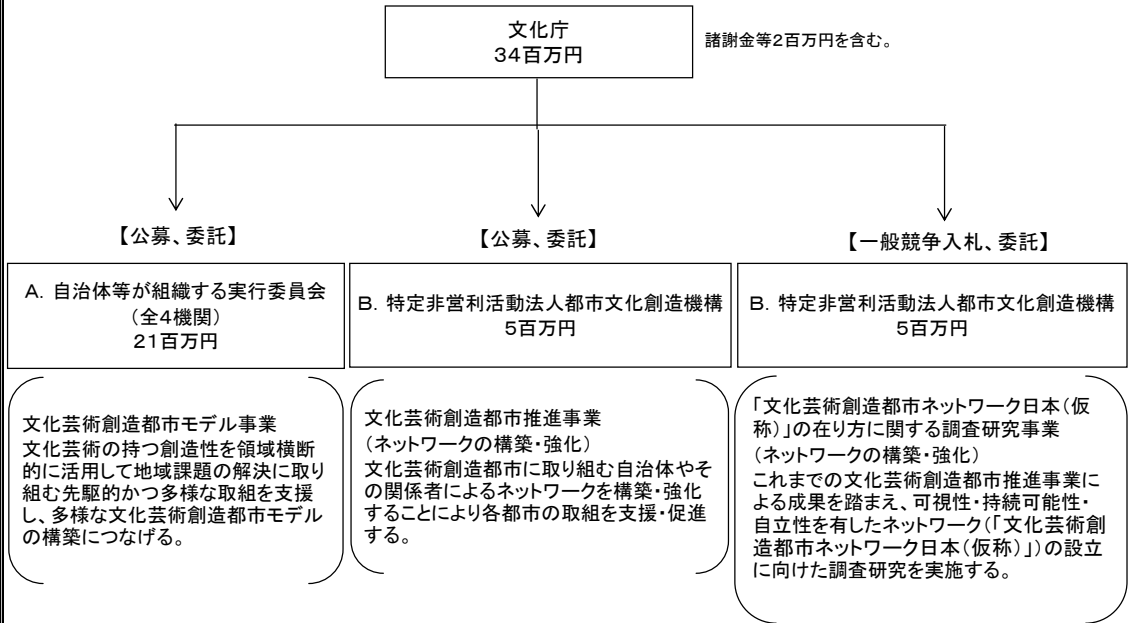 文化庁
34百万円
諸謝金等2百万円を含む。
【公募、委託】
A. 自治体等が組織する実行委員会
(全4機関)
21百万円
文化芸術創造都市モデル事業
文化芸術の持つ創造性を領域横断
的に活用して地域課題の解決に取り
組む先駆的かつ多様な取組を支援
し、多様な文化芸術創造都市モデル
の構築につなげる。
【公募、委託】
B. 特定非営利活動法人都市文化創造機構
5百万円
文化芸術創造都市推進事業
(ネットワークの構築・強化)
文化芸術創造都市に取り組む自治体やそ
の関係者によるネットワークを構築・強化
することにより各都市の取組を支援・促進
する。
【一般競争入札、委託】
B. 特定非営利活動法人都市文化創造機構
5百万円
「文化芸術創造都市ネットワーク日本(仮
称)」の在り方に関する調査研究事業
(ネットワークの構築・強化)
これまでの文化芸術創造都市推進事業に
よる成果を踏まえ、可視性・持続可能性・
自立性を有したネットワーク(「文化芸術創
造都市ネットワーク日本(仮称)」)の設立
に向けた調査研究を実施する。